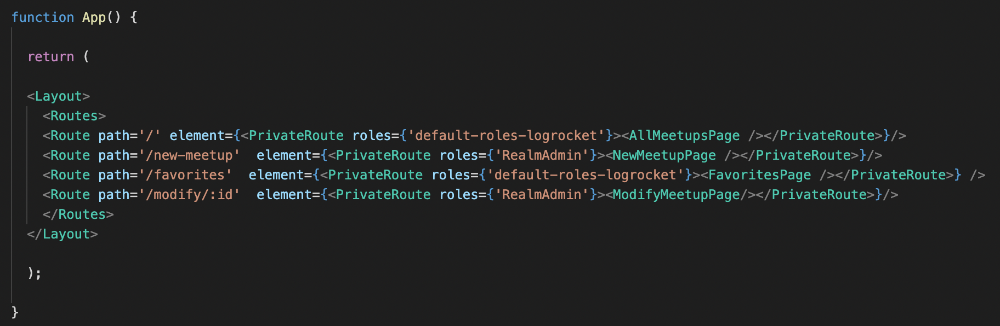 function App() {
return (
<Layout>
<Routes>
<Route path='/' element={<PrivateRoute roles={'default-roles-logrocket'}><AllMeetupsPage /></PrivateRoute>}/>
<Route path='/new-meetup'  element={<PrivateRoute roles={'RealmAdmin'}><NewMeetupPage /></PrivateRoute>}/>
<Route path='/favorites'  element={<PrivateRoute roles={'default-roles-logrocket'}><FavoritesPage /></PrivateRoute>} />
<Route path='/modify/:id'  element={<PrivateRoute roles={'RealmAdmin'}><ModifyMeetupPage/></PrivateRoute>}/>
</Routes>
</Layout>
);
}